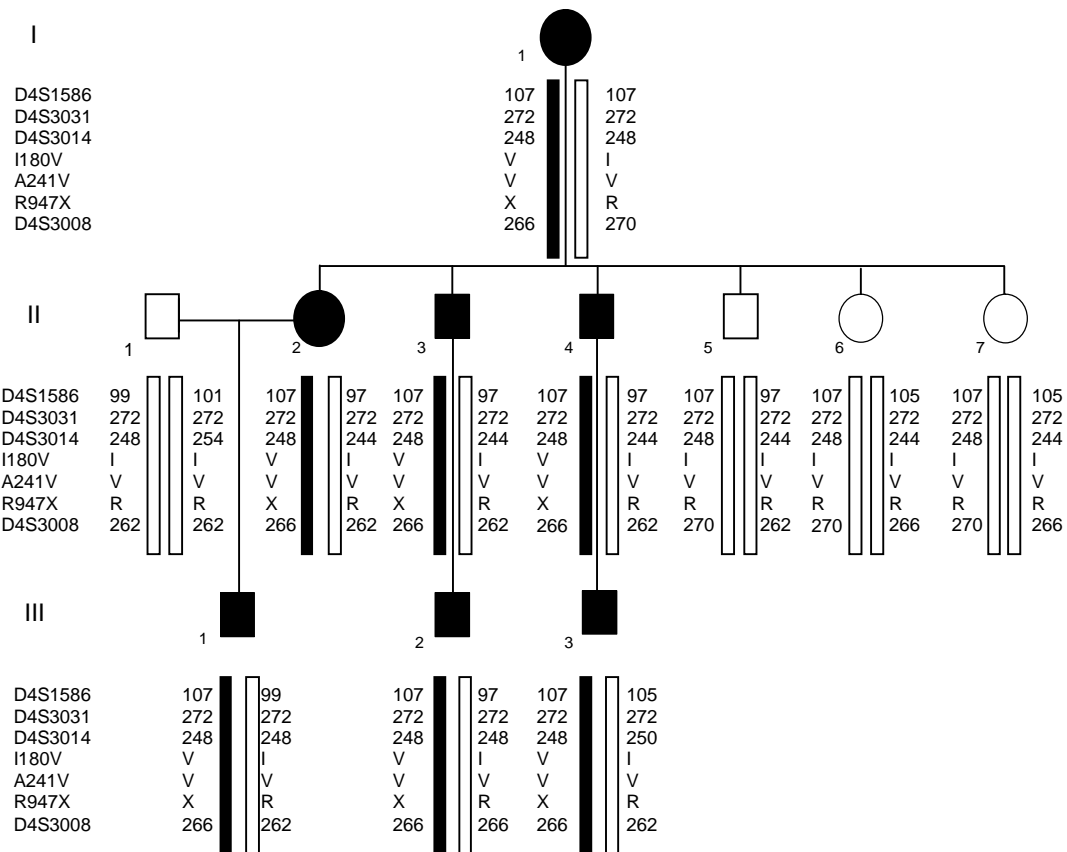 I
1
D4S1586 107 107
D4S3031 272 272
D4S3014 248 248
I180V V I
A241V V V
R947X X R
D4S3008 266 270
II
1 2 3 4 5 6 7
D4S1586 99 101 107 97 107 97 107 97 107 97 107 105 107 105
D4S3031 272 272 272 272 272 272 272 272 272 272 272 272 272 272
D4S3014 248 254 248 244 248 244 248 244 248 244 248 244 248 244
I180V I I V I V I V I I I I I I I
A241V V V V V V V V V V V V V V V
R947X R R X R X R X R R R R R R R
D4S3008 262 262 266 262 266 262 266 262 270 262 270 266 270 266
III
1 2 3
D4S1586 107 99 107 97 107 105
D4S3031 272 272 272 272 272 272
D4S3014 248 248 248 248 248 250
I180V V I V I V I
A241V V V V V V V
R947X X R X R X R
D4S3008 266 262 266 266 266 262